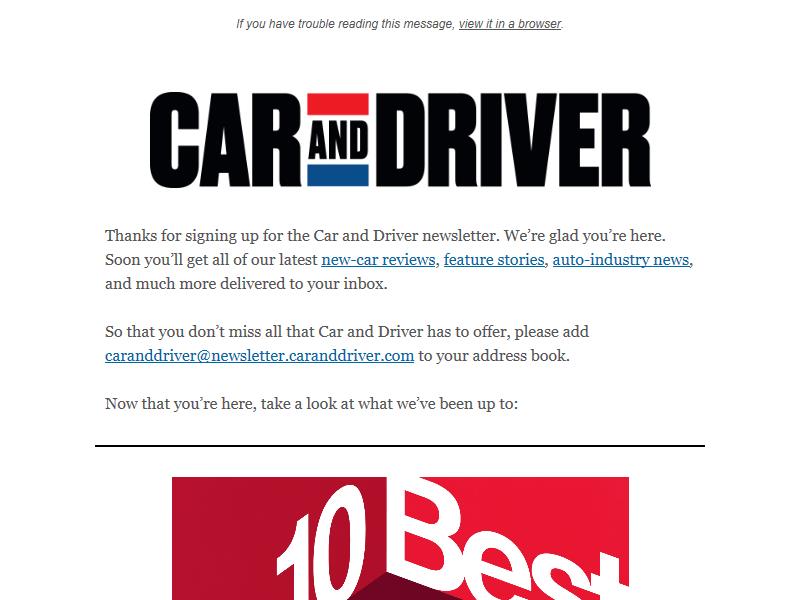 If you have trouble reading this message, view it in a browser.
CAR AND DRIVER
Thanks for signing up for the Car and Driver newsletter. We’re glad you’re here.
Soon you’ll get all of our latest new-car reviews, feature stories, auto-industry news,
and much more delivered to your inbox.
So that you don’t miss all that Car and Driver has to offer, please add
caranddriver@newsletter.caranddriver.com to your address book.
Now that you’re here, take a look at what we’ve been up to:
10 Best